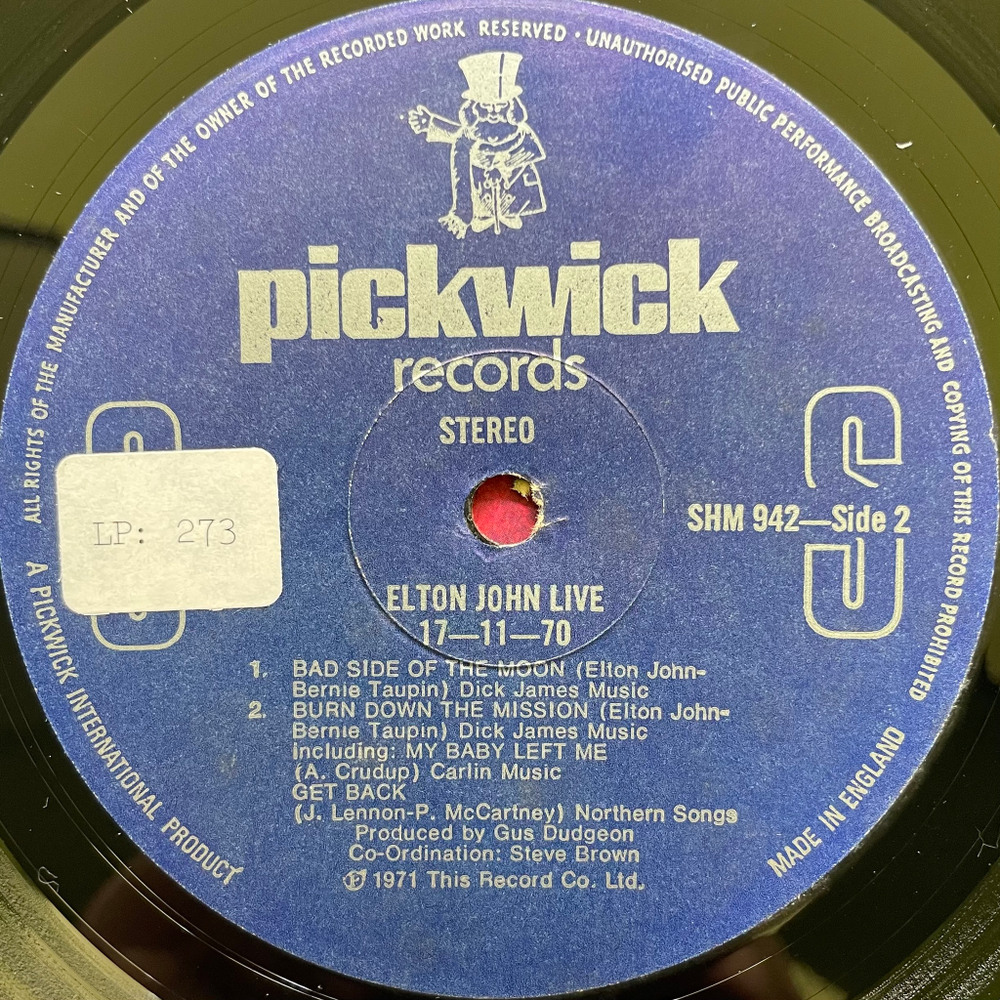 ALL RIGHTS OF THE MANUFACTURER AND OF THE OWNER OF THE RECORDED WORK RESERVED · UNAUTHORISED PUBLIC PERFORMANCE BROADCASTING AND COPYING OF THIS RECORD PROHIBITED
pickwick
records
STEREO
S
SHM 942—Side 2
LP: 273
ELTON JOHN LIVE
17—11—70
1. BAD SIDE OF THE MOON (Elton John-
Bernie Taupin) Dick James Music
2. BURN DOWN THE MISSION (Elton John-
Bernie Taupin) Dick James Music
including: MY BABY LEFT ME
(A. Crudup) Carlin Music
GET BACK
(J. Lennon-P. McCartney) Northern Songs
Produced by Gus Dudgeon
Co-Ordination: Steve Brown
Ⓟ 1971 This Record Co. Ltd.
A PICKWICK INTERNATIONAL PRODUCT
MADE IN ENGLAND